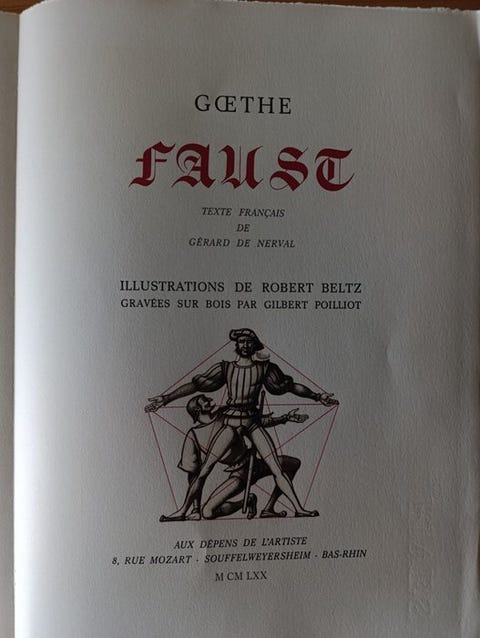 GŒTHE
FAUST
TEXTE FRANÇAIS
DE
GÉRARD DE NERVAL
ILLUSTRATIONS DE ROBERT BELTZ
GRAVÉES SUR BOIS PAR GILBERT POILLIOT
AUX DÉPENS DE L'ARTISTE
8, RUE MOZART - SOUFFELWEYERSHEIM - BAS-RHIN
M CM LXX